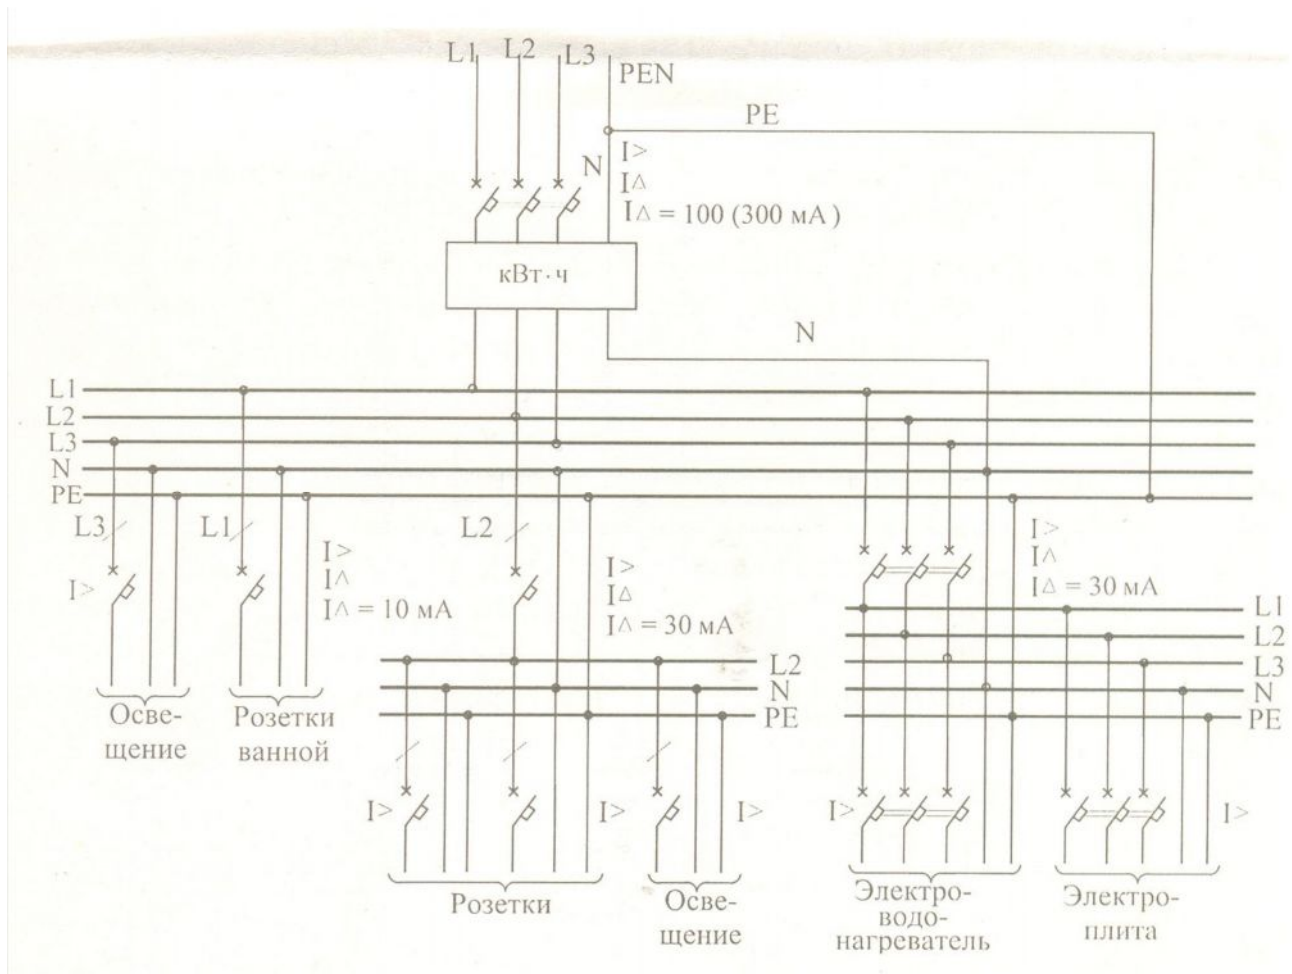 L1 L2 L3 PEN
PE
N
I>
I△
I△ = 100 (300 мА)
кВт·ч
N
L1
L2
L3
N
PE
L3
I>
L1
I>
I△
I△ = 10 мА
L2
I>
I△
I△ = 30 мА
I>
I△
I△ = 30 мА
L1
L2
L3
N
PE
L2
N
PE
Осве-
щение
Розетки
ванной
I>
I>
I>
I>
I>
Розетки
Осве-
щение
Электро-
водо-
нагреватель
Электро-
плита